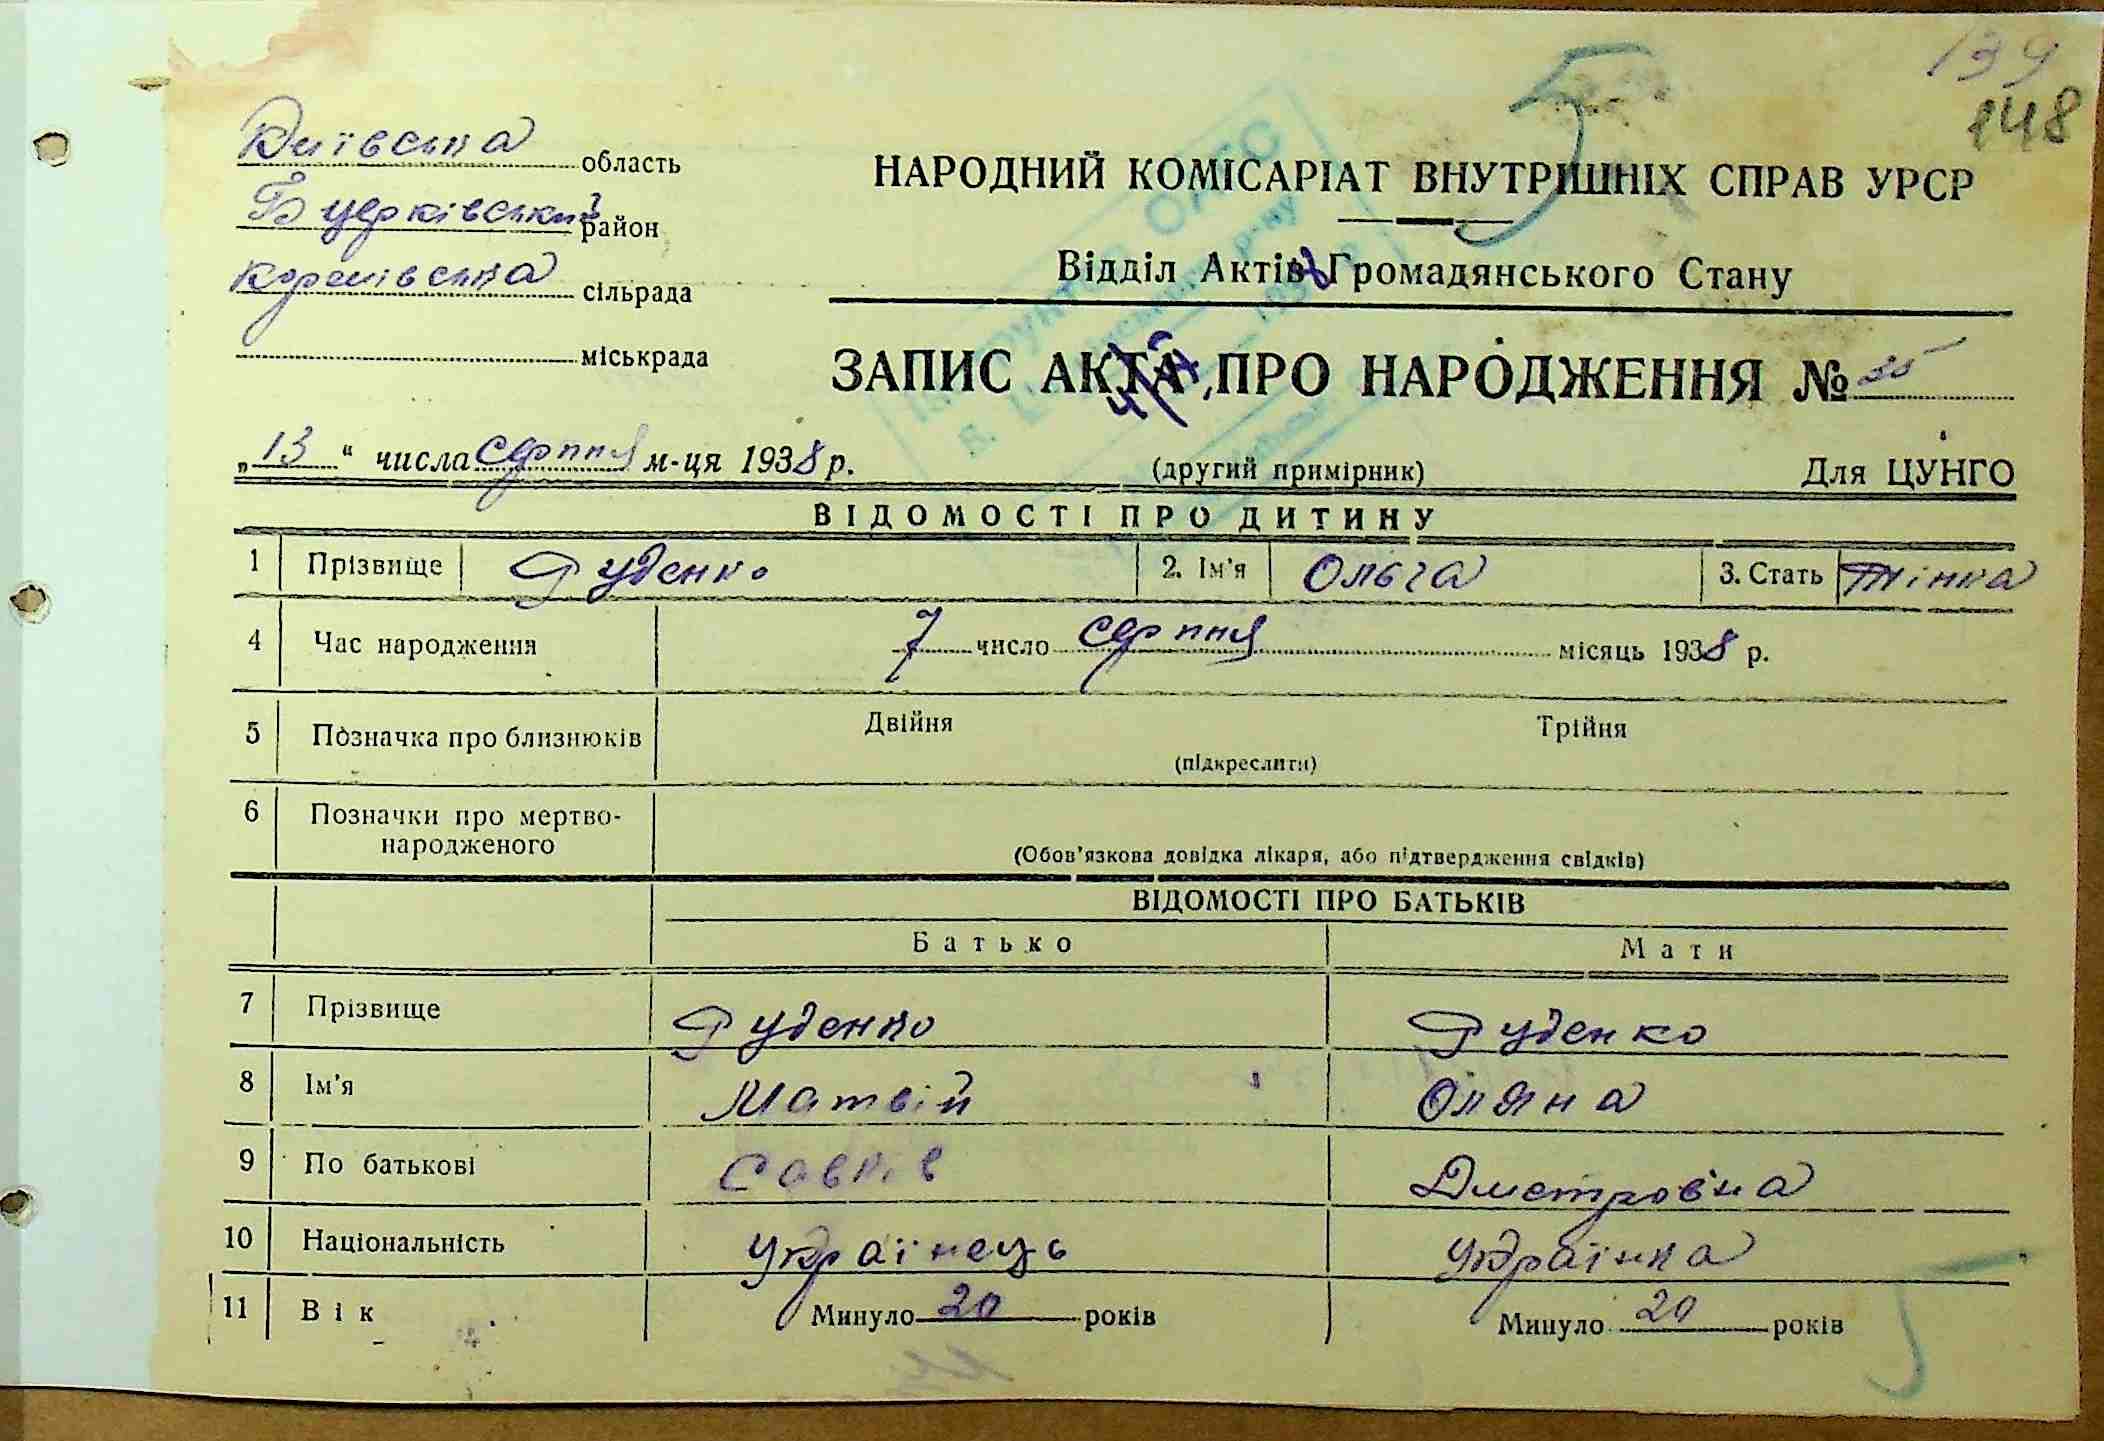 139
148
Київська область
район
сільрада
міськрада
НАРОДНИЙ КОМІСАРІАТ ВНУТРІШНІХ СПРАВ УРСР
Відділ Актів Громадянського Стану
ЗАПИС АКТА ПРО НАРОДЖЕННЯ №
„13“ числа серпня м-ця 1938 р.
(другий примірник)
Для ЦУНГО
ВІДОМОСТІ ПРО ДИТИНУ
1 Прізвище Руденко 2. Ім'я Ольга 3. Стать жінка
4 Час народження 7 число серпня місяць 1938 р.
5 Позначка про близнюків Двійня Трійня
(підкреслити)
6 Позначки про мертво-
народженого
(Обов'язкова довідка лікаря, або підтвердження свідків)
ВІДОМОСТІ ПРО БАТЬКІВ
Батько Мати
7 Прізвище Руденко Руденко
8 Ім'я Матвій Оляна
9 По батькові Савків Дметровна
10 Національність українець українка
11 Вік Минуло 20 років Минуло 20 років